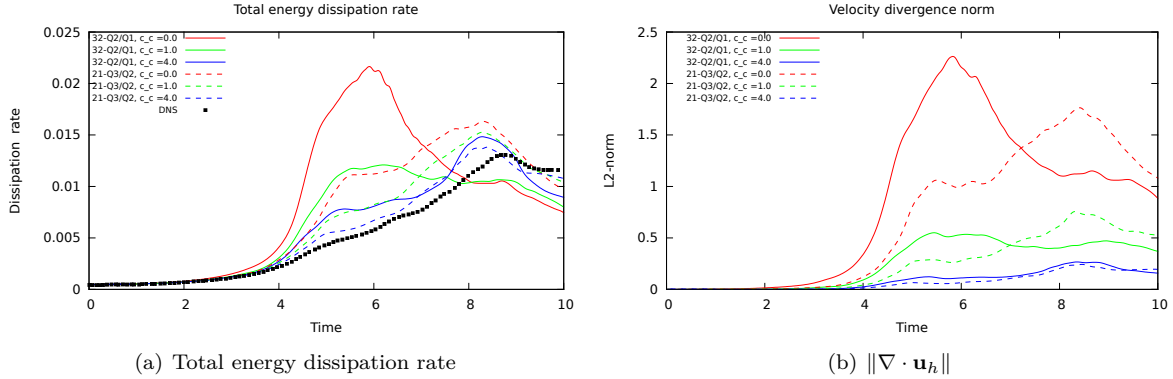 Total energy dissipation rate
32-Q2/Q1, c_c =0.0
32-Q2/Q1, c_c =1.0
32-Q2/Q1, c_c =4.0
21-Q3/Q2, c_c =0.0
21-Q3/Q2, c_c =1.0
21-Q3/Q2, c_c =4.0
DNS
0.025
0.02
0.015
0.01
0.005
0
Dissipation rate
0 2 4 6 8 10
Time
(a) Total energy dissipation rate
Velocity divergence norm
32-Q2/Q1, c_c =0.0
32-Q2/Q1, c_c =1.0
32-Q2/Q1, c_c =4.0
21-Q3/Q2, c_c =0.0
21-Q3/Q2, c_c =1.0
21-Q3/Q2, c_c =4.0
2.5
2
1.5
1
0.5
0
L2-norm
0 2 4 6 8 10
Time
(b) ‖∇ · u_h‖